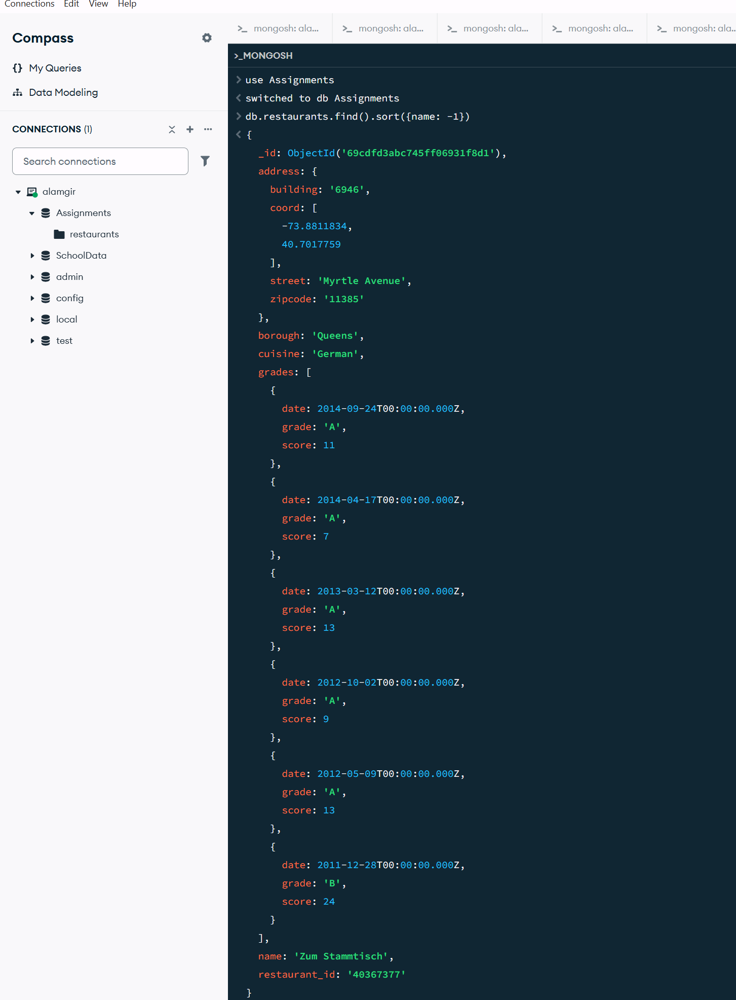 Connections Edit View Help
Compass
My Queries
Data Modeling
CONNECTIONS (1)
Search connections
alamgir
Assignments
restaurants
SchoolData
admin
config
local
test
>_ mongosh: ala... >_ mongosh: ala... >_ mongosh: ala... >_ mongosh: ala... >_ mongosh: ala...
>_MONGOSH
> use Assignments
< switched to db Assignments
> db.restaurants.find().sort({name: -1})
< {
_id: ObjectId('69cdfd3abc745ff06931f8d1'),
address: {
building: '6946',
coord: [
-73.8811834,
40.7017759
],
street: 'Myrtle Avenue',
zipcode: '11385'
},
borough: 'Queens',
cuisine: 'German',
grades: [
{
date: 2014-09-24T00:00:00.000Z,
grade: 'A',
score: 11
},
{
date: 2014-04-17T00:00:00.000Z,
grade: 'A',
score: 7
},
{
date: 2013-03-12T00:00:00.000Z,
grade: 'A',
score: 13
},
{
date: 2012-10-02T00:00:00.000Z,
grade: 'A',
score: 9
},
{
date: 2012-05-09T00:00:00.000Z,
grade: 'A',
score: 13
},
{
date: 2011-12-28T00:00:00.000Z,
grade: 'B',
score: 24
}
],
name: 'Zum Stammtisch',
restaurant_id: '40367377'
}